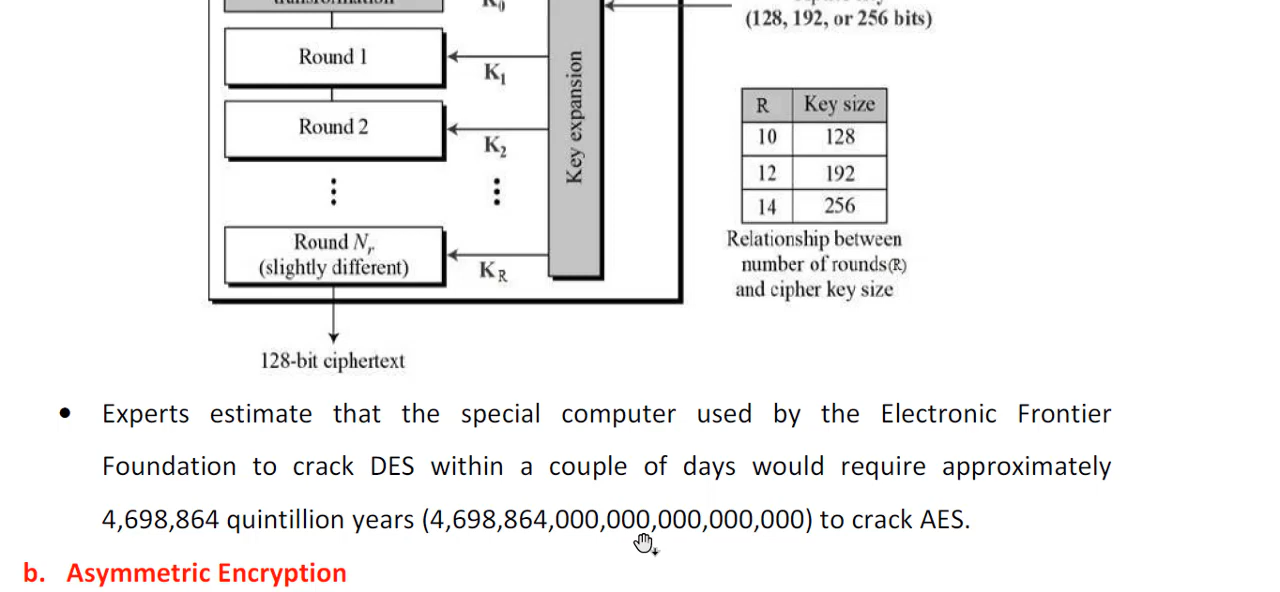 K0
(128, 192, or 256 bits)
Round 1
K1
Round 2
K2
Key expansion
R Key size
10 128
12 192
14 256
Relationship between
number of rounds(R)
and cipher key size
Round Nr
(slightly different)
KR
128-bit ciphertext
• Experts estimate that the special computer used by the Electronic Frontier
Foundation to crack DES within a couple of days would require approximately
4,698,864 quintillion years (4,698,864,000,000,000,000,000) to crack AES.
b. Asymmetric Encryption